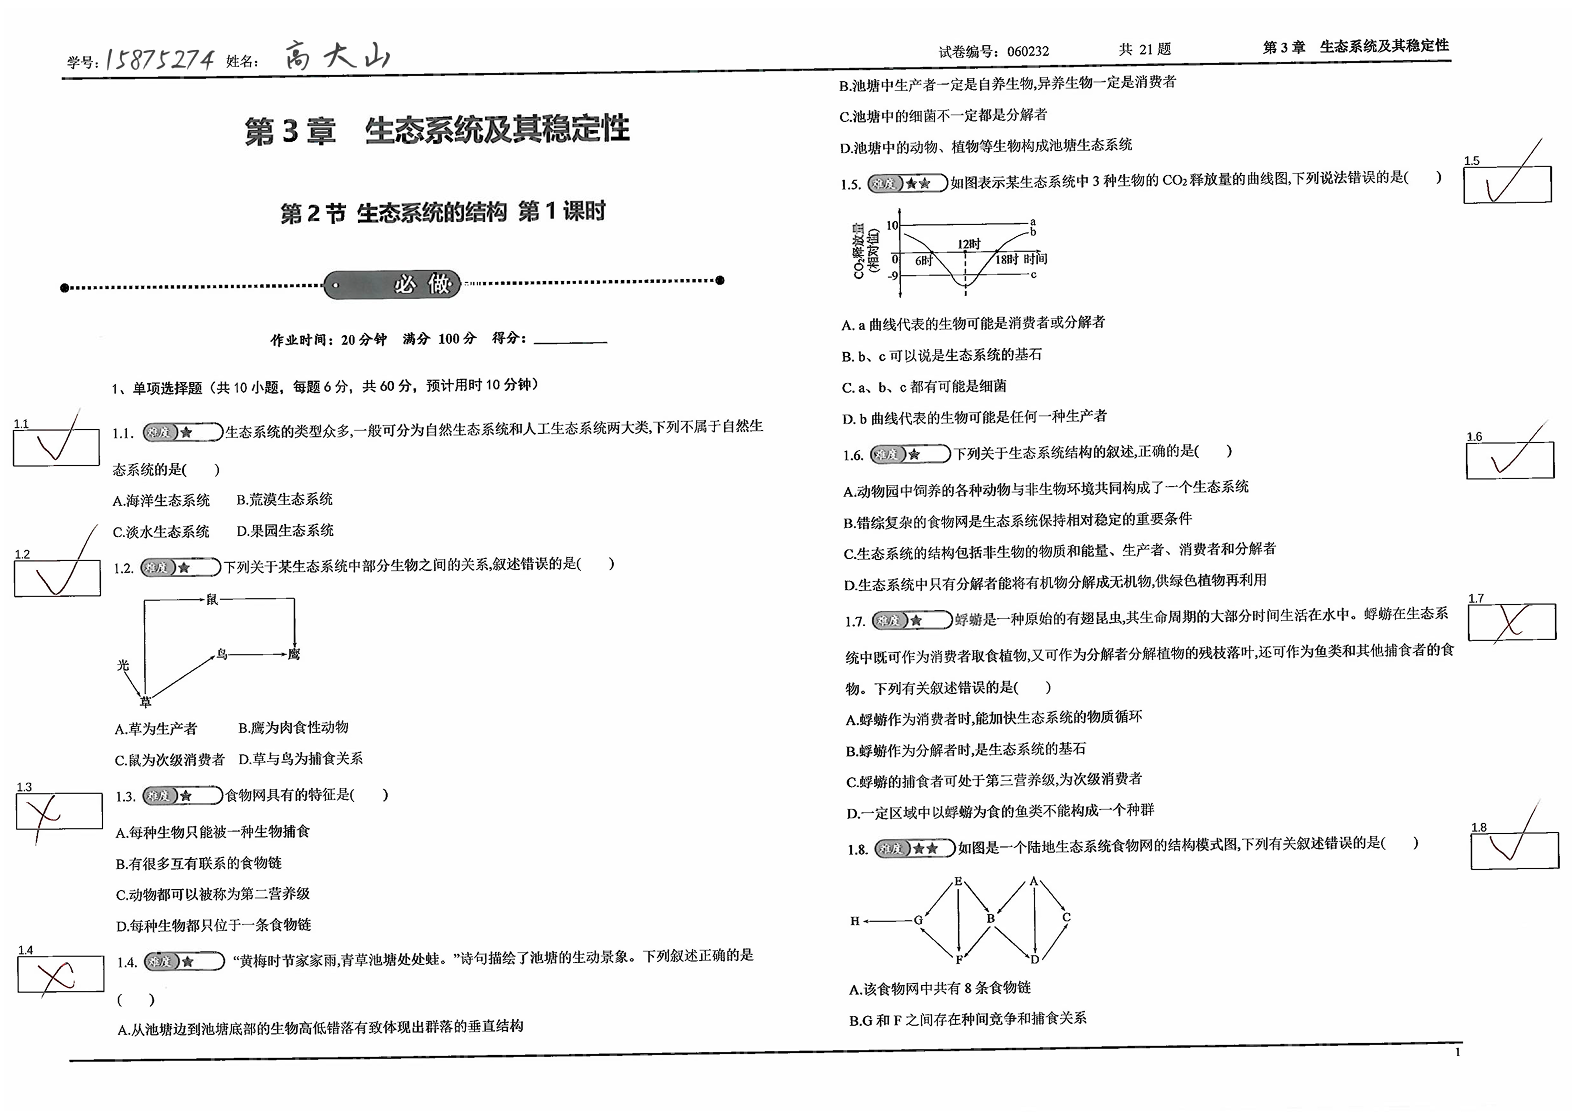 学号: 15875274 姓名: 高大山
试卷编号: 060232 共 21 题 第 3 章 生态系统及其稳定性
第 3 章 生态系统及其稳定性
第 2 节 生态系统的结构 第 1 课时
必 做
作业时间: 20 分钟 满分 100 分 得分: ________
1、单项选择题（共 10 小题，每题 6 分，共 60 分，预计用时 10 分钟）
1.1
1.1. 难度 ★ 生态系统的类型众多,一般可分为自然生态系统和人工生态系统两大类,下列不属于自然生
态系统的是( )
A.海洋生态系统 B.荒漠生态系统
C.淡水生态系统 D.果园生态系统
1.2
1.2. 难度 ★ 下列关于某生态系统中部分生物之间的关系,叙述错误的是( )
鼠
鸟 鹰
光
草
A.草为生产者 B.鹰为肉食性动物
C.鼠为次级消费者 D.草与鸟为捕食关系
1.3
1.3. 难度 ★ 食物网具有的特征是( )
A.每种生物只能被一种生物捕食
B.有很多互有联系的食物链
C.动物都可以被称为第二营养级
D.每种生物都只位于一条食物链
1.4
1.4. 难度 ★ “黄梅时节家家雨,青草池塘处处蛙。”诗句描绘了池塘的生动景象。下列叙述正确的是
( )
A.从池塘边到池塘底部的生物高低错落有致体现出群落的垂直结构
B.池塘中生产者一定是自养生物,异养生物一定是消费者
C.池塘中的细菌不一定都是分解者
D.池塘中的动物、植物等生物构成池塘生态系统
1.5
1.5. 难度 ★★ 如图表示某生态系统中 3 种生物的 CO₂ 释放量的曲线图,下列说法错误的是( )
CO₂释放量
(相对值)
10 a
b
12时
0 6时 18时 时间
-9 c
A. a 曲线代表的生物可能是消费者或分解者
B. b、c 可以说是生态系统的基石
C. a、b、c 都有可能是细菌
D. b 曲线代表的生物可能是任何一种生产者
1.6
1.6. 难度 ★ 下列关于生态系统结构的叙述,正确的是( )
A.动物园中饲养的各种动物与非生物环境共同构成了一个生态系统
B.错综复杂的食物网是生态系统保持相对稳定的重要条件
C.生态系统的结构包括非生物的物质和能量、生产者、消费者和分解者
D.生态系统中只有分解者能将有机物分解成无机物,供绿色植物再利用
1.7
1.7. 难度 ★ 蜉蝣是一种原始的有翅昆虫,其生命周期的大部分时间生活在水中。蜉蝣在生态系
统中既可作为消费者取食植物,又可作为分解者分解植物的残枝落叶,还可作为鱼类和其他捕食者的食
物。下列有关叙述错误的是( )
A.蜉蝣作为消费者时,能加快生态系统的物质循环
B.蜉蝣作为分解者时,是生态系统的基石
C.蜉蝣的捕食者可处于第三营养级,为次级消费者
D.一定区域中以蜉蝣为食的鱼类不能构成一个种群
1.8
1.8. 难度 ★★ 如图是一个陆地生态系统食物网的结构模式图,下列有关叙述错误的是( )
E A
H G B C
F D
A.该食物网中共有 8 条食物链
B.G 和 F 之间存在种间竞争和捕食关系
1